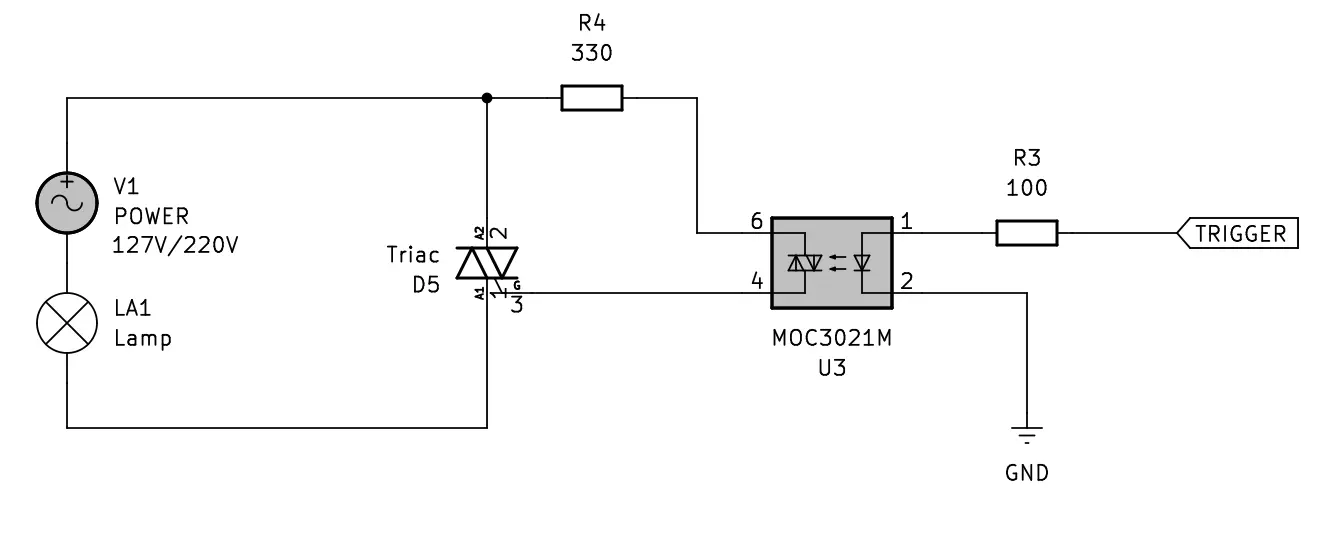 R4
330
R3
100
V1
POWER
127V/220V
A2
2
6
1
TRIGGER
Triac
D5
A1
G
3
4
2
LA1
Lamp
MOC3021M
U3
GND